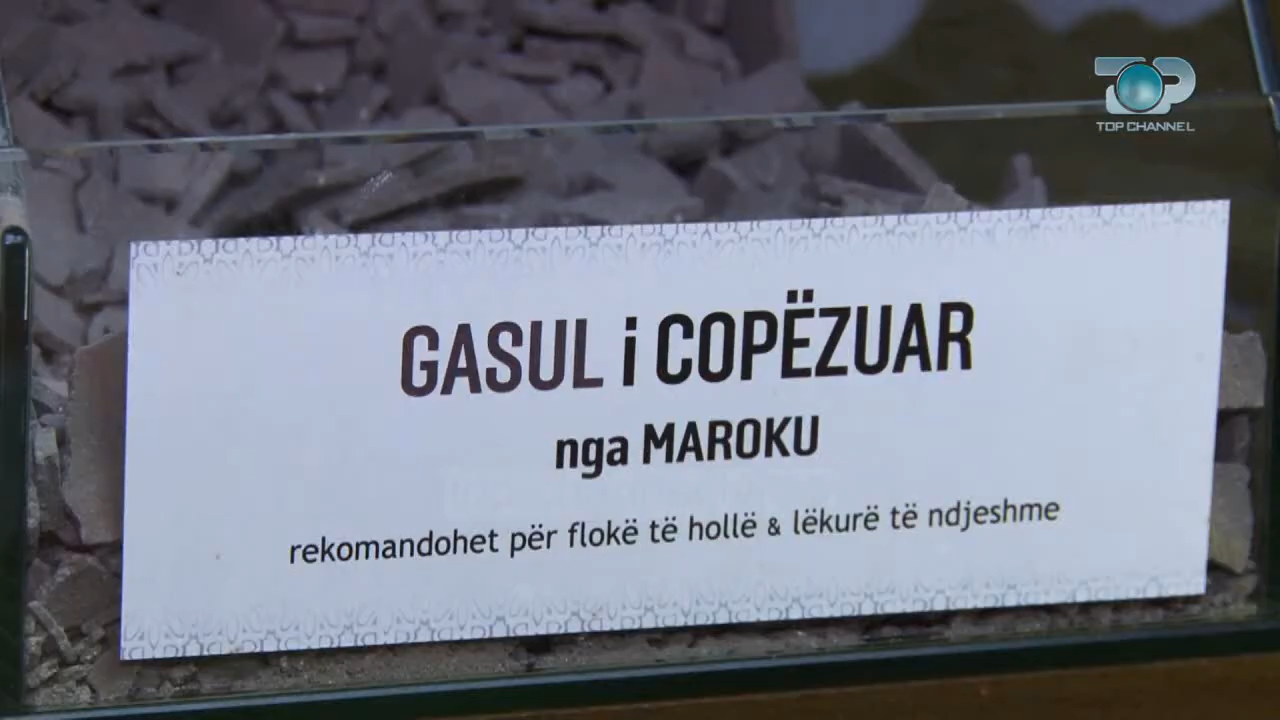 TOP CHANNEL
GASUL i COPËZUAR
nga MAROKU
rekomandohet për flokë të hollë & lëkurë të ndjeshme